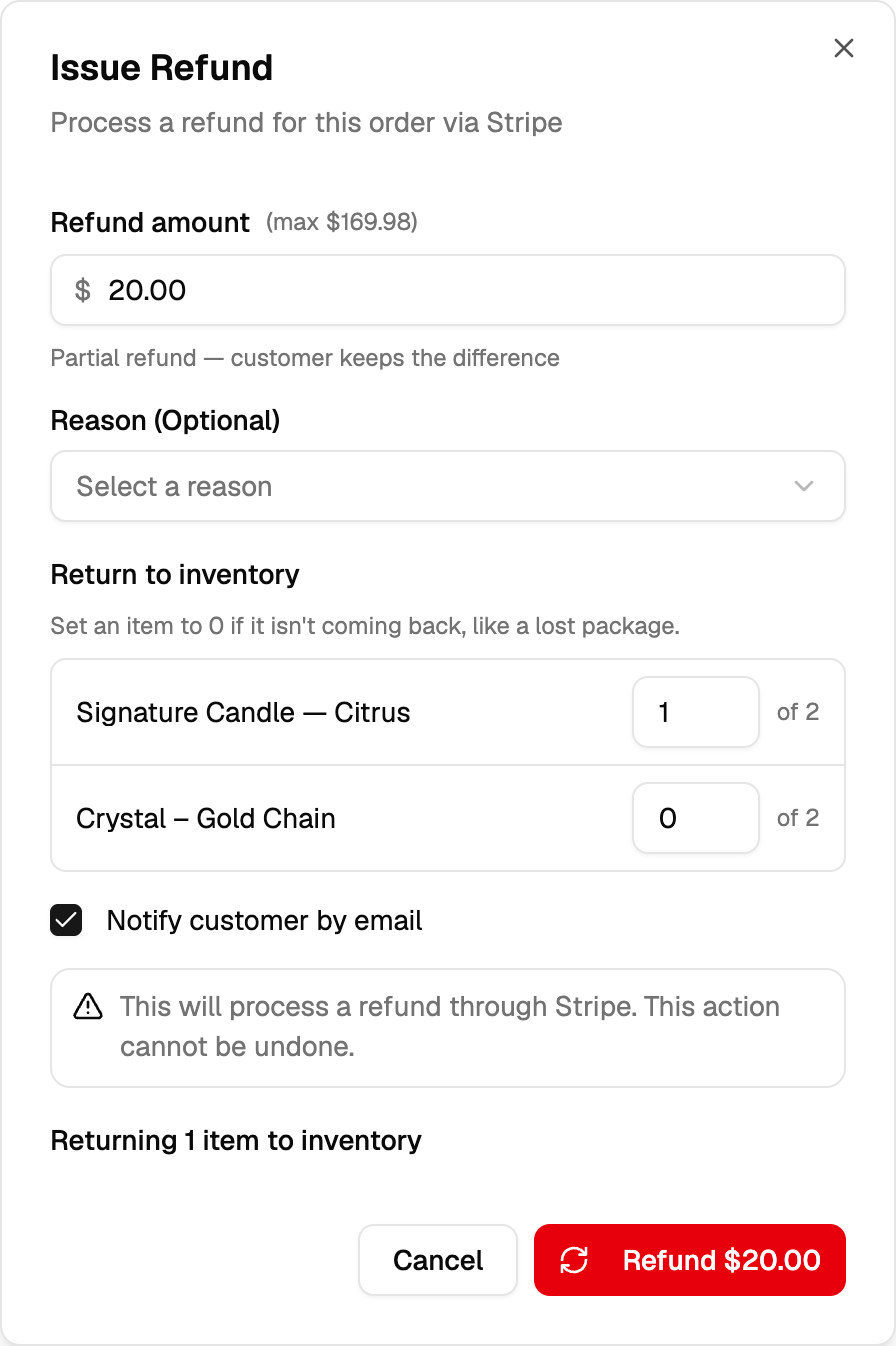 Issue Refund
Process a refund for this order via Stripe
Refund amount (max $169.98)
$ 20.00
Partial refund — customer keeps the difference
Reason (Optional)
Select a reason
Return to inventory
Set an item to 0 if it isn't coming back, like a lost package.
Signature Candle — Citrus 1 of 2
Crystal – Gold Chain 0 of 2
Notify customer by email
This will process a refund through Stripe. This action
cannot be undone.
Returning 1 item to inventory
Cancel Refund $20.00